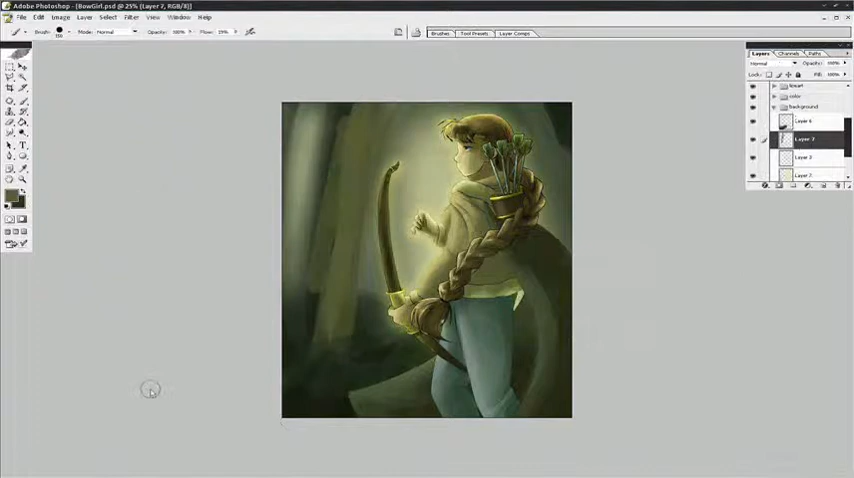 Adobe Photoshop - [BowGirl.psd @ 25% (Layer 7, RGB/8)]
File Edit Image Layer Select Filter View Window Help
Brush: 150 Mode: Normal Opacity: 100% Flow: 19%
Brushes Tool Presets Layer Comps
Layers Channels Paths
Normal Opacity: 100%
Lock: Fill: 100%
lineart
color
background
Layer 6
Layer 7
Layer 2